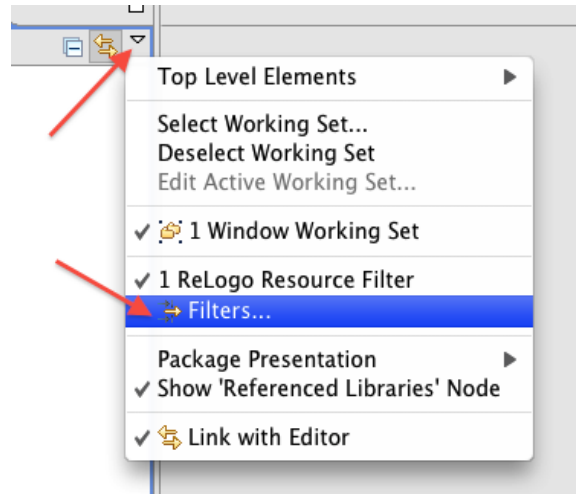 Top Level Elements
Select Working Set...
Deselect Working Set
Edit Active Working Set...
1 Window Working Set
1 ReLogo Resource Filter
Filters...
Package Presentation
Show 'Referenced Libraries' Node
Link with Editor